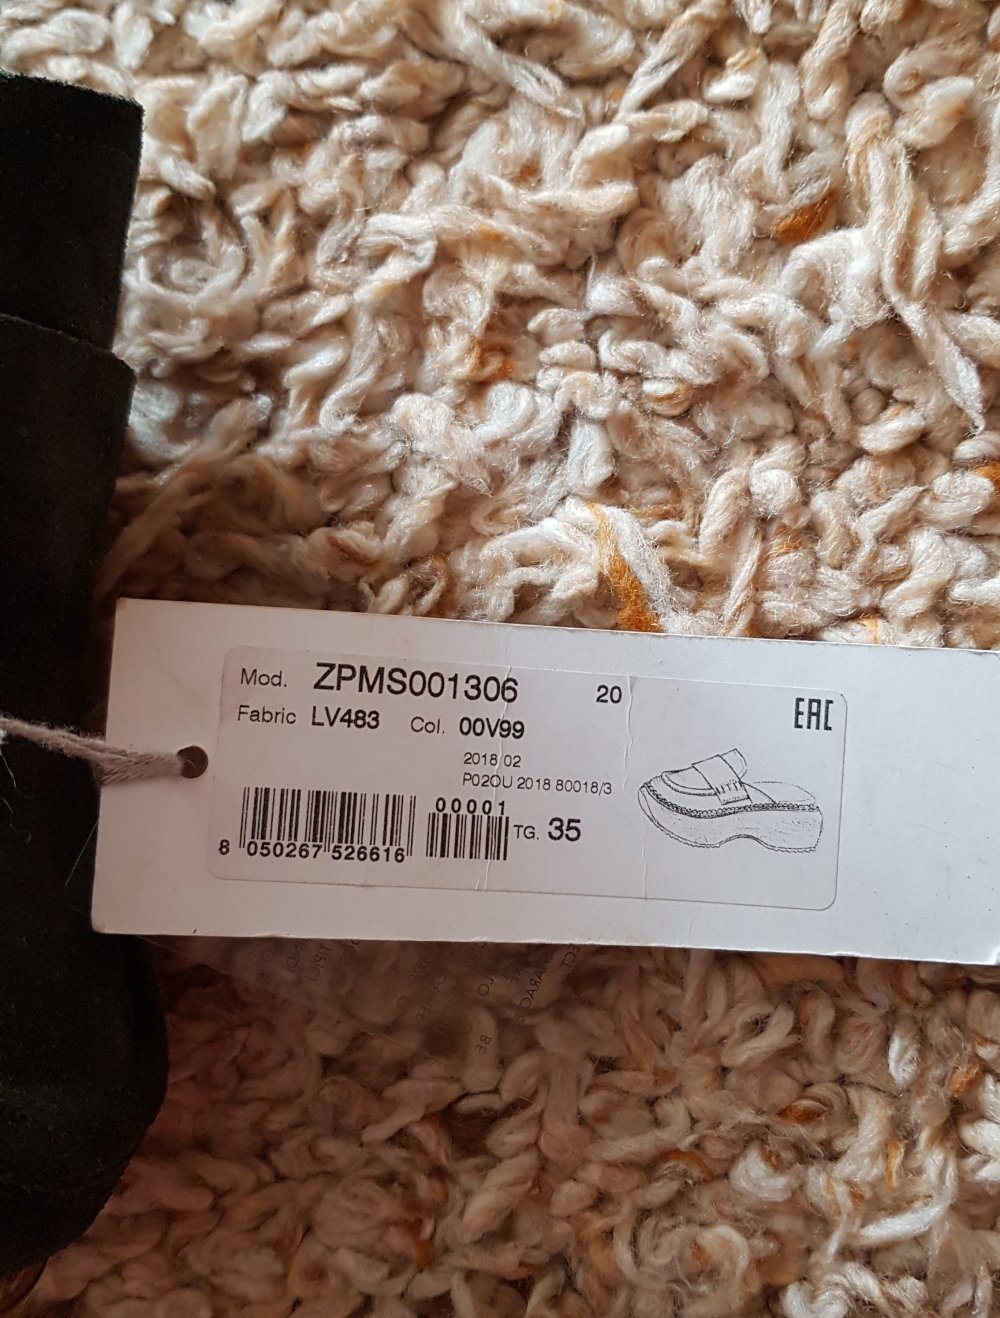 Mod. ZPMS001306 20
EAC
Fabric LV483 Col. 00V99
2018/02
P02OU 2018 80018/3
00001
TG. 35
8 050267 526616